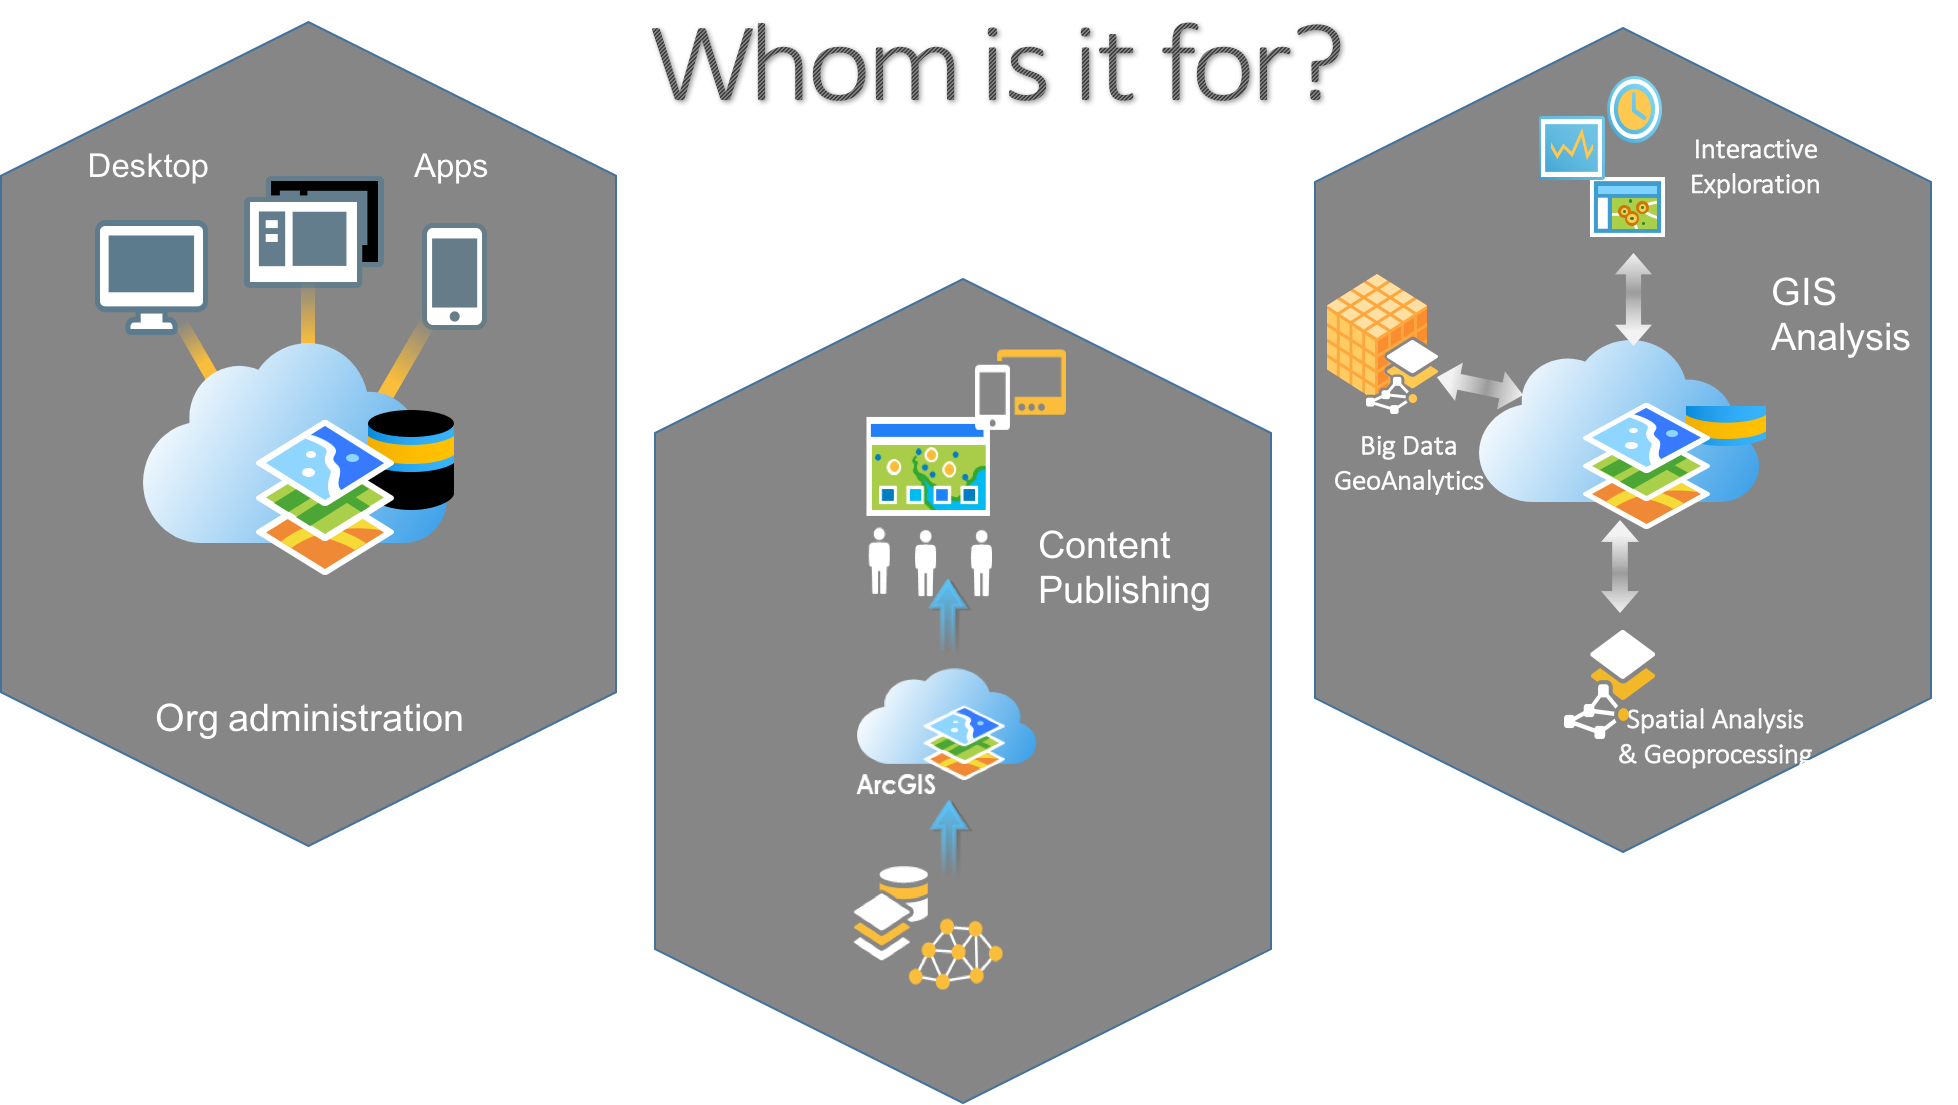 Whom is it for?
Desktop
Apps
Org administration
Content
Publishing
ArcGIS
Interactive
Exploration
GIS
Analysis
Big Data
GeoAnalytics
Spatial Analysis
& Geoprocessing